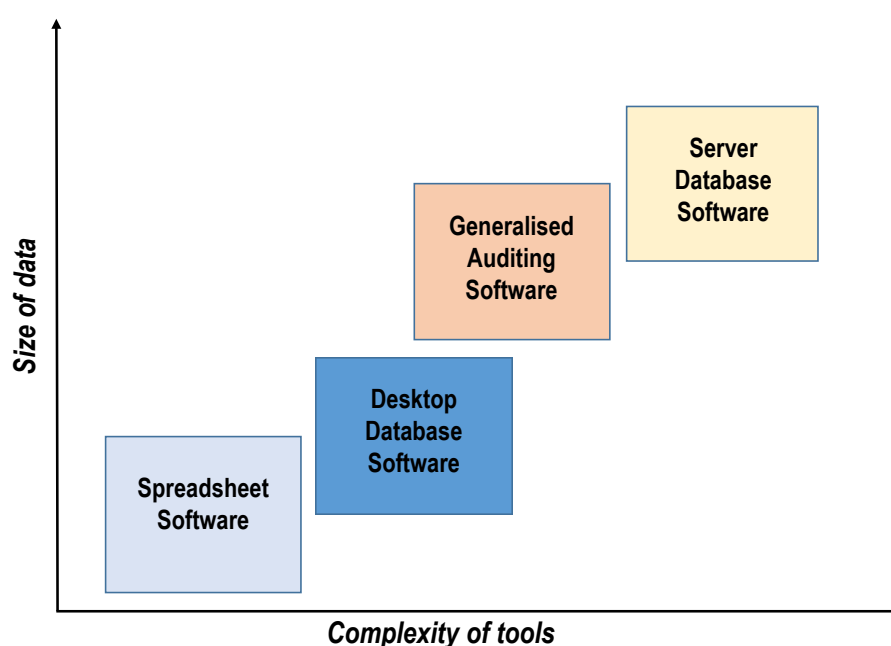 Server
Database
Software
Generalised
Auditing
Software
Desktop
Database
Software
Spreadsheet
Software
Size of data
Complexity of tools